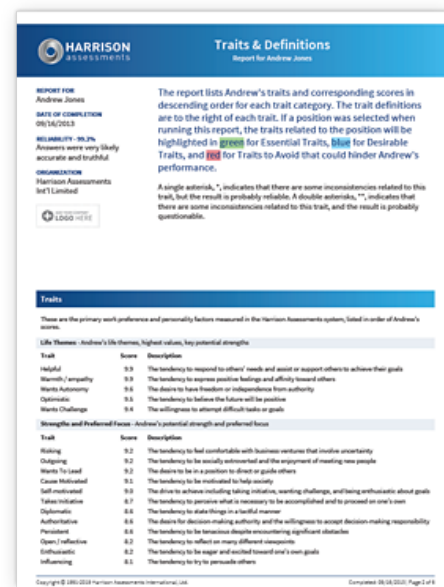 HARRISON
assessments
Traits & Definitions
Report for Andrew Jones
REPORT FOR
Andrew Jones
DATE OF COMPLETION
09/16/2013
RELIABILITY - 99.3%
Answers were very likely
accurate and truthful
ORGANIZATION
Harrison Assessments
Int'l Limited
LOGO HERE
The report lists Andrew's traits and corresponding scores in
descending order for each trait category. The trait definitions
are to the right of each trait. If a position was selected when
running this report, the traits related to the position will be
highlighted in green for Essential Traits, blue for Desirable
Traits, and red for Traits to Avoid that could hinder Andrew's
performance.
A single asterisk, *, indicates that there are some inconsistencies related to this
trait, but the result is probably reliable. A double asterisks, **, indicates that
there are some inconsistencies related to this trait, and the result is probably
questionable.
Traits
These are the primary work preference and personality factors measured in the Harrison Assessments system, listed in order of Andrew's
scores.
Life Themes - Andrew's life themes, highest values, key potential strengths
Trait Score Description
Helpful 9.9 The tendency to respond to others' needs and assist or support others to achieve their goals
Warmth / empathy 9.9 The tendency to express positive feelings and affinity toward others
Wants Autonomy 9.6 The desire to have freedom or independence from authority
Optimistic 9.5 The tendency to believe the future will be positive
Wants Challenge 9.4 The willingness to attempt difficult tasks or goals
Strengths and Preferred Focus - Andrew's potential strength and preferred focus
Trait Score Description
Risking 9.2 The tendency to feel comfortable with business ventures that involve uncertainty
Outgoing 9.2 The tendency to be socially extroverted and the enjoyment of meeting new people
Wants To Lead 9.2 The desire to be in a position to direct or guide others
Cause Motivated 9.1 The tendency to be motivated to help society
Self-motivated 9.0 The drive to achieve including taking initiative, wanting challenge, and being enthusiastic about goals
Takes Initiative 8.7 The tendency to perceive what is necessary to be accomplished and to proceed on one's own
Diplomatic 8.6 The tendency to state things in a tactful manner
Authoritative 8.6 The desire for decision-making authority and the willingness to accept decision-making responsibility
Persistent 8.6 The tendency to be tenacious despite encountering significant obstacles
Open / reflective 8.2 The tendency to reflect on many different viewpoints
Enthusiastic 8.2 The tendency to be eager and excited toward one's own goals
Influencing 8.1 The tendency to try to persuade others
Copyright © 1991-2019 Harrison Assessments International, Ltd. Completed: 09/16/2013, Page 2 of 9